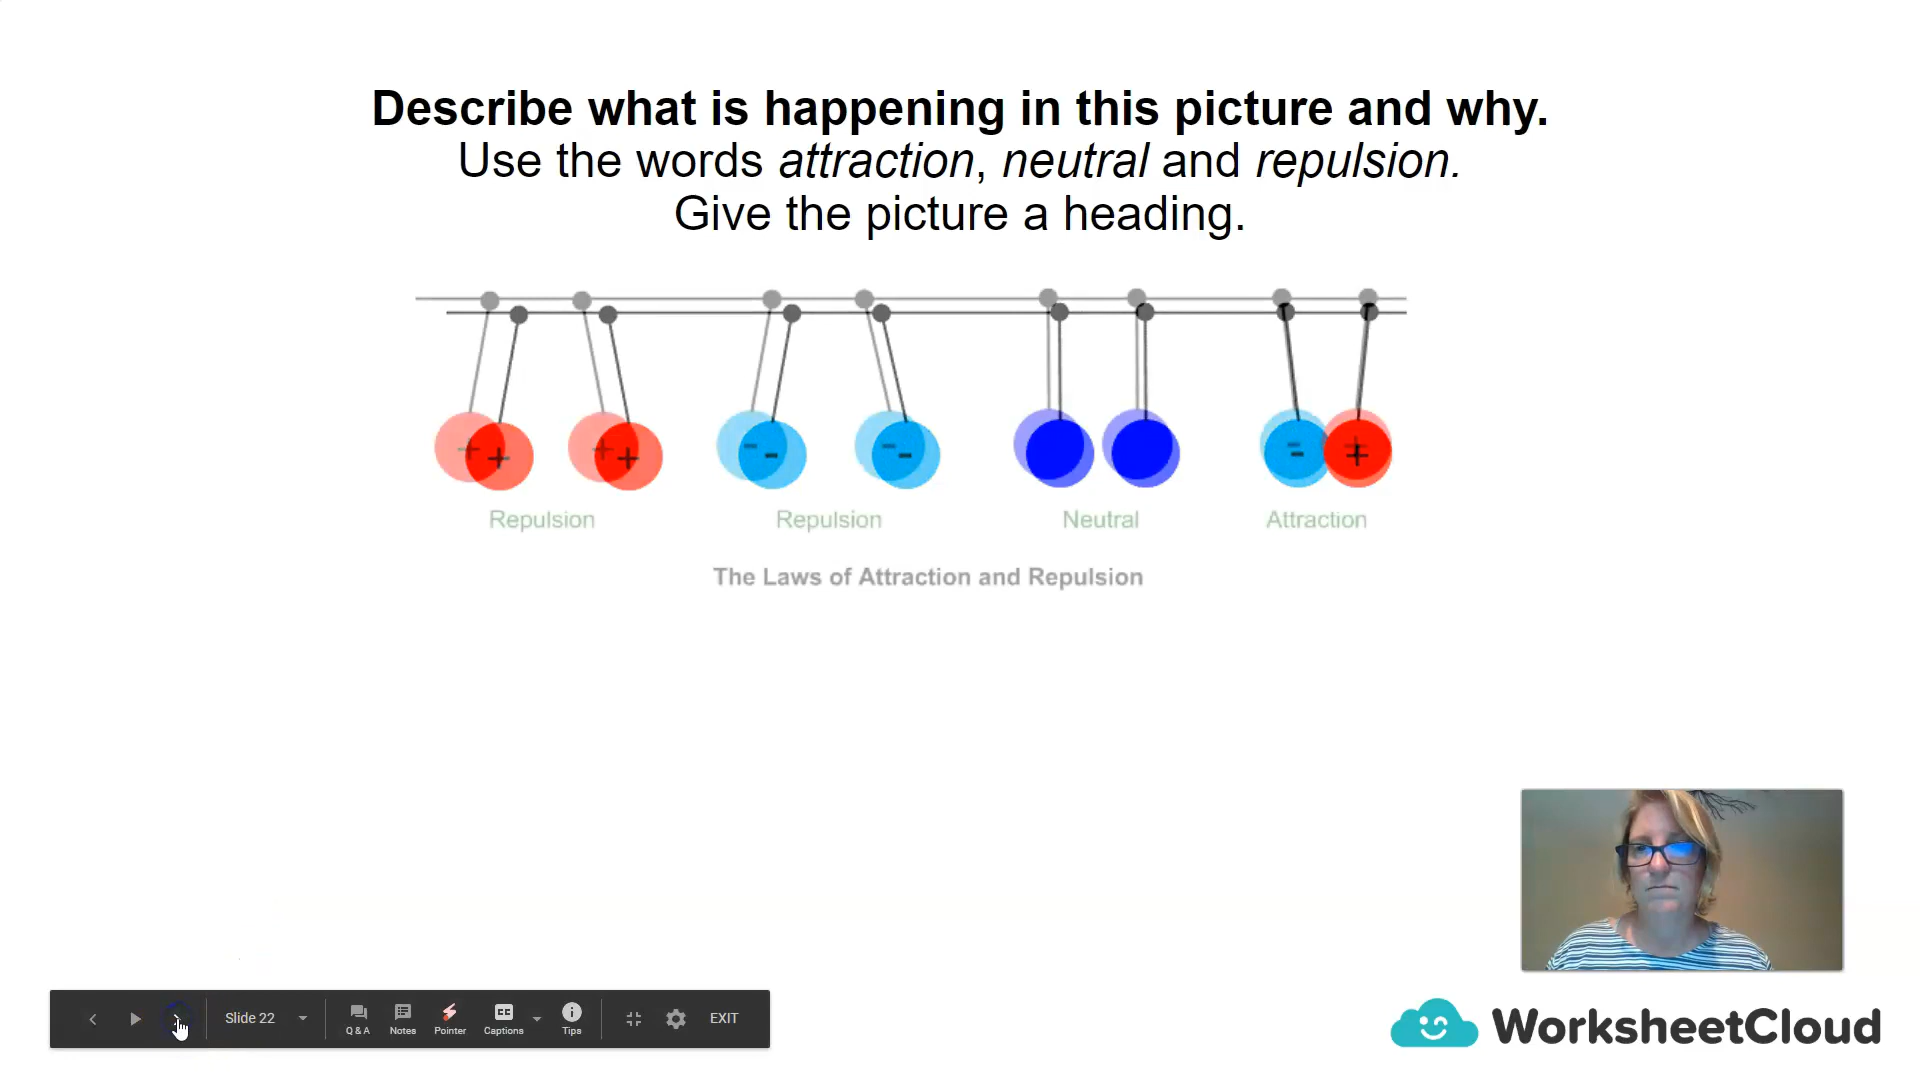 Describe what is happening in this picture and why.
Use the words attraction, neutral and repulsion.
Give the picture a heading.
+ + + + - - - - - +
Repulsion Repulsion Neutral Attraction
The Laws of Attraction and Repulsion
Slide 22 Q & A Notes Pointer CC Captions Tips EXIT
WorksheetCloud